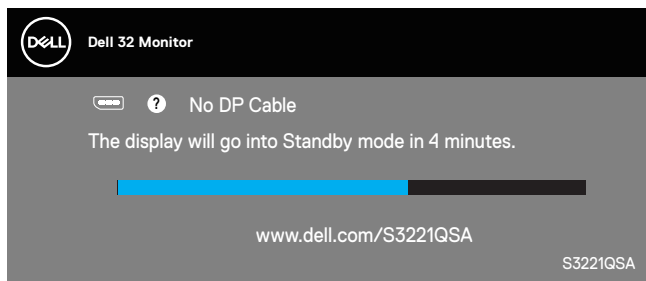 DELL
Dell 32 Monitor
? No DP Cable
The display will go into Standby mode in 4 minutes.
www.dell.com/S3221QSA
S3221QSA